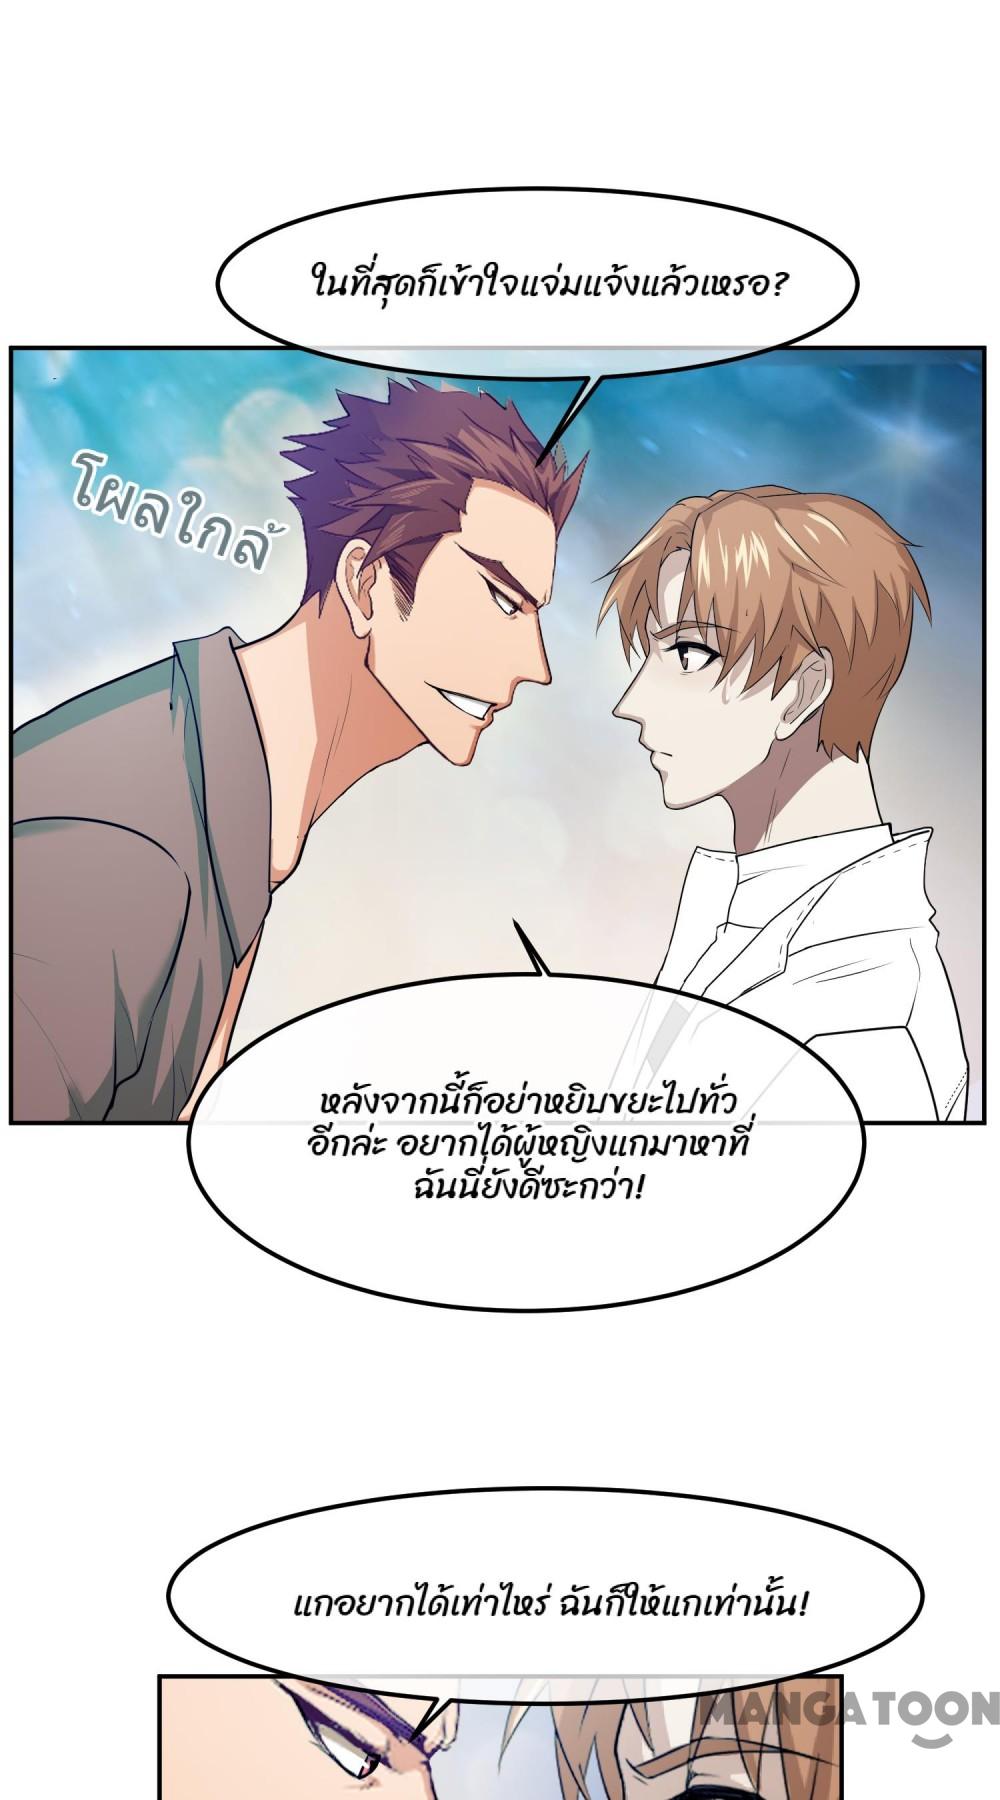 ในที่สุดก็เข้าใจแจ่มแจ้งแล้วเหรอ?
โผลใกล้
หลังจากนี้ก็อย่าหยิบขยะไปทั่ว
อีกล่ะ อยากได้ผู้หญิงแกมาหาที่
ฉันนี่ยังดีซะกว่า!
แกอยากได้เท่าไหร่ ฉันก็ให้แกเท่านั้น!
MANGATOON